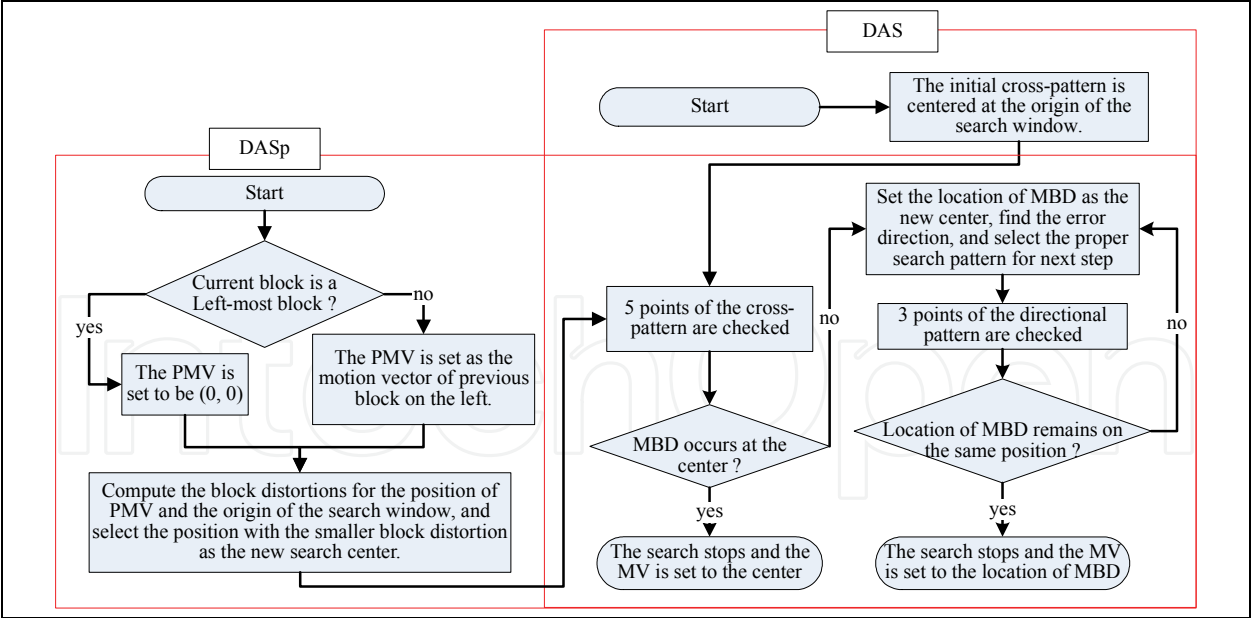 DAS
Start
The initial cross-pattern is
centered at the origin of the
search window.
DASp
Start
Current block is a
Left-most block ?
yes
no
The PMV is
set to be (0, 0)
The PMV is set as the
motion vector of previous
block on the left.
Compute the block distortions for the position of
PMV and the origin of the search window, and
select the position with the smaller block distortion
as the new search center.
5 points of the cross-
pattern are checked
MBD occurs at the
center ?
no
yes
The search stops and the
MV is set to the center
Set the location of MBD as the
new center, find the error
direction, and select the proper
search pattern for next step
3 points of the directional
pattern are checked
Location of MBD remains on
the same position ?
no
yes
The search stops and the MV
is set to the location of MBD
IntechOpen